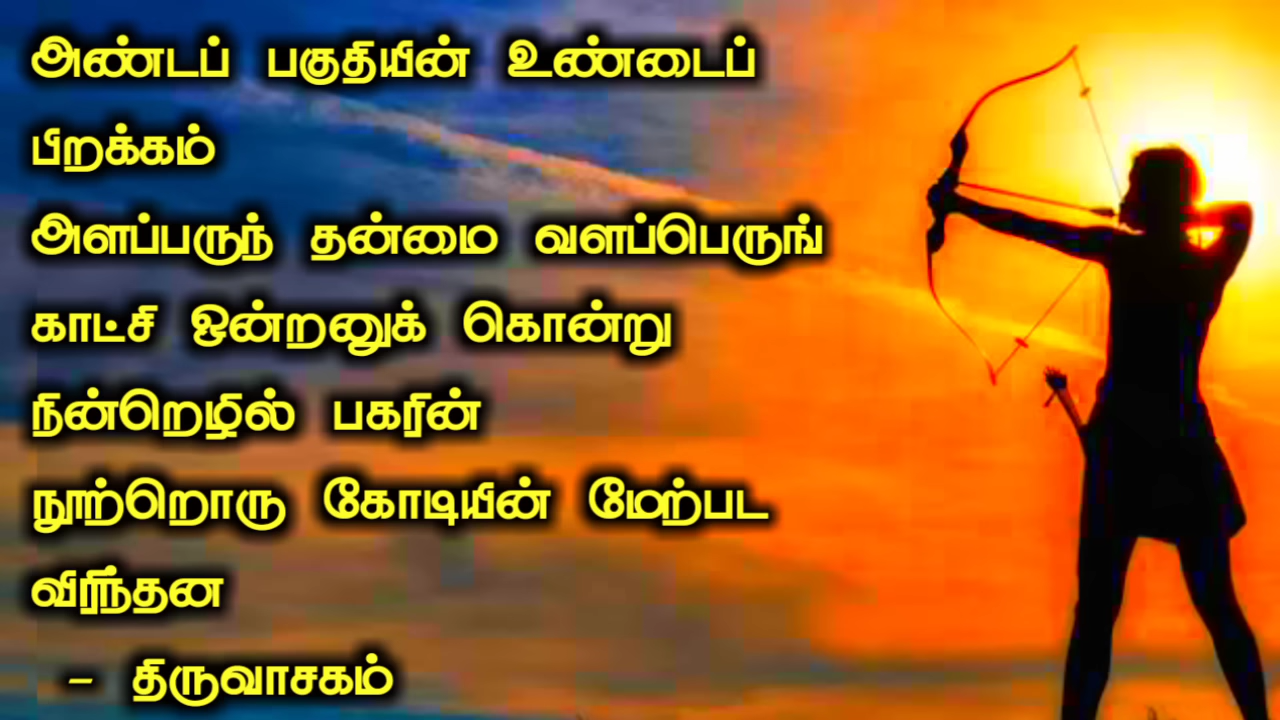 அண்டப் பகுதியின் உண்டைப்
பிறக்கம்
அளப்பருந் தன்மை வளப்பெருங்
காட்சி ஒன்றனுக் கொன்று
நின்றெழில் பகரின்
நூற்றொரு கோடியின் மேற்பட
விரிந்தன
- திருவாசகம்